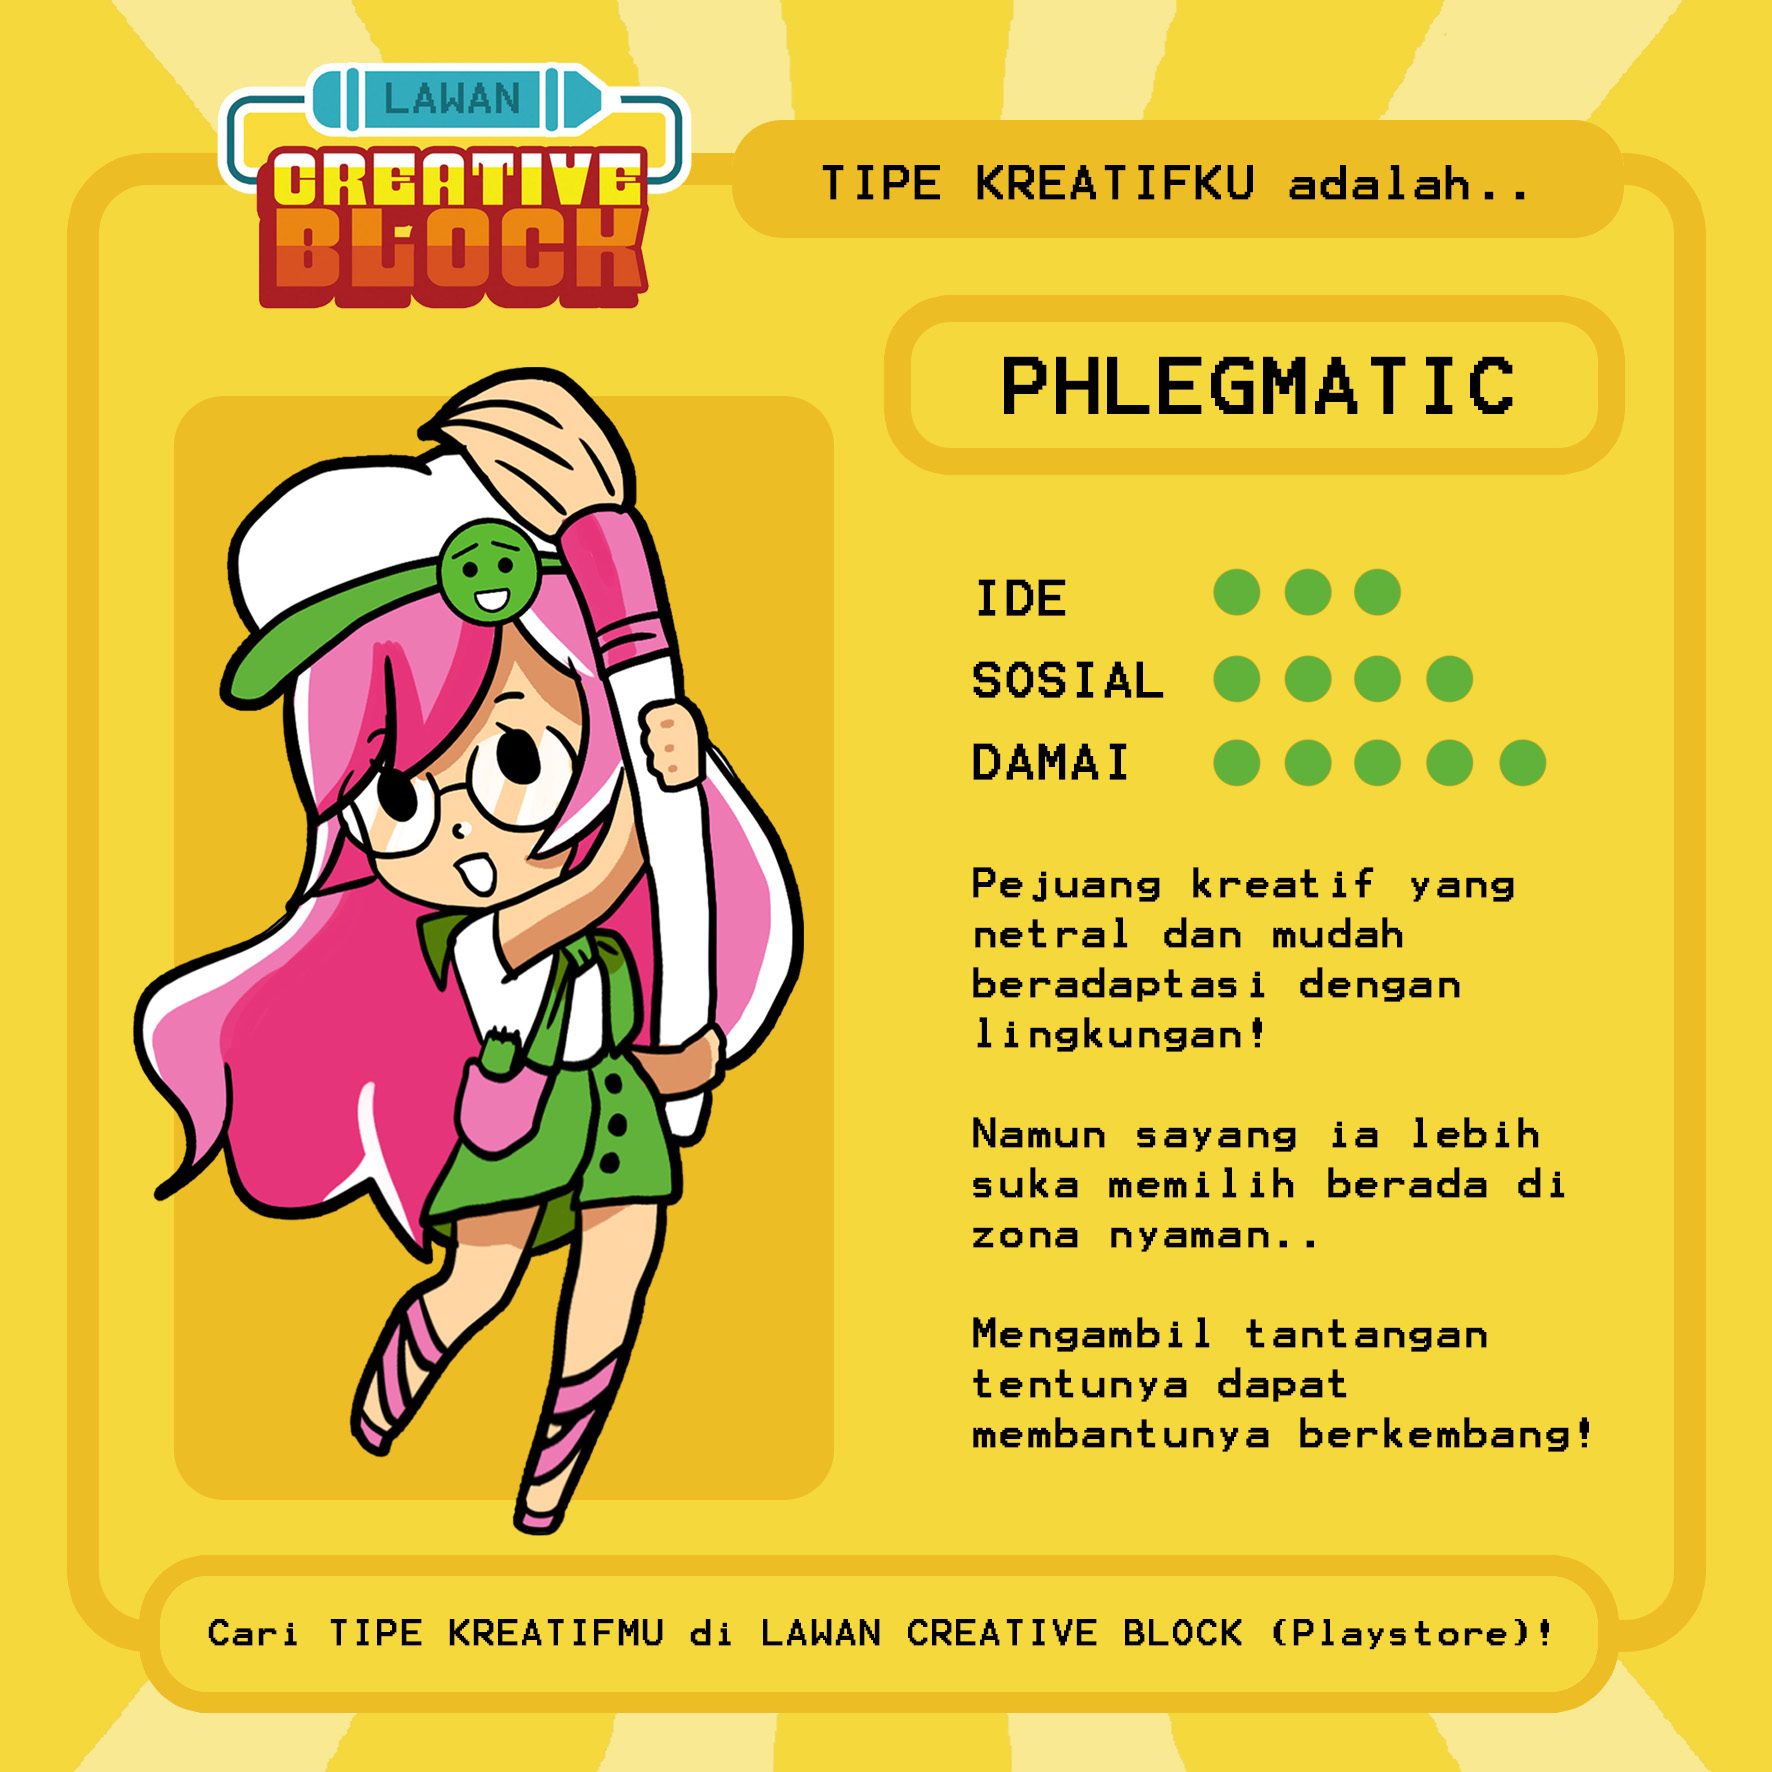 LAWAN
CREATIVE
BLOCK
TIPE KREATIFKU adalah..
PHLEGMATIC
IDE
SOSIAL
DAMAI
Pejuang kreatif yang
netral dan mudah
beradaptasi dengan
lingkungan!
Namun sayang ia lebih
suka memilih berada di
zona nyaman..
Mengambil tantangan
tentunya dapat
membantunya berkembang!
Cari TIPE KREATIFMU di LAWAN CREATIVE BLOCK (Playstore)!